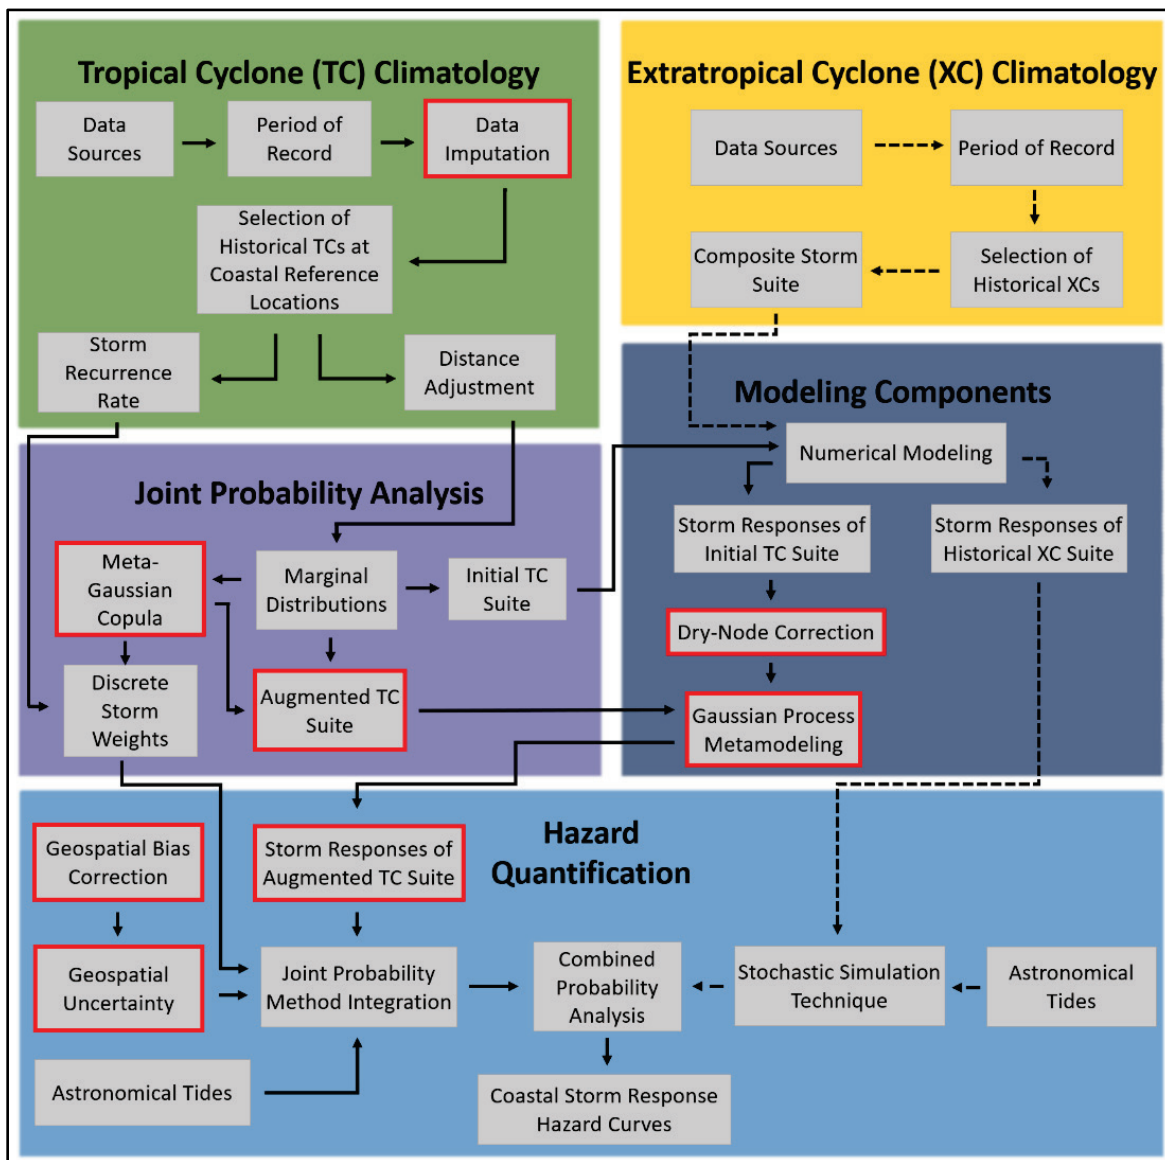 Tropical Cyclone (TC) Climatology
Data
Sources
Period of
Record
Data
Imputation
Selection of
Historical TCs at
Coastal Reference
Locations
Storm
Recurrence
Rate
Distance
Adjustment
Extratropical Cyclone (XC) Climatology
Data Sources
Period of Record
Composite Storm
Suite
Selection of
Historical XCs
Joint Probability Analysis
Meta-
Gaussian
Copula
Marginal
Distributions
Initial TC
Suite
Discrete
Storm
Weights
Augmented TC
Suite
Modeling Components
Numerical Modeling
Storm Responses of
Initial TC Suite
Storm Responses of
Historical XC Suite
Dry-Node Correction
Gaussian Process
Metamodeling
Hazard
Quantification
Geospatial Bias
Correction
Storm Responses of
Augmented TC Suite
Geospatial
Uncertainty
Joint Probability
Method Integration
Combined
Probability
Analysis
Stochastic Simulation
Technique
Astronomical
Tides
Astronomical Tides
Coastal Storm Response
Hazard Curves